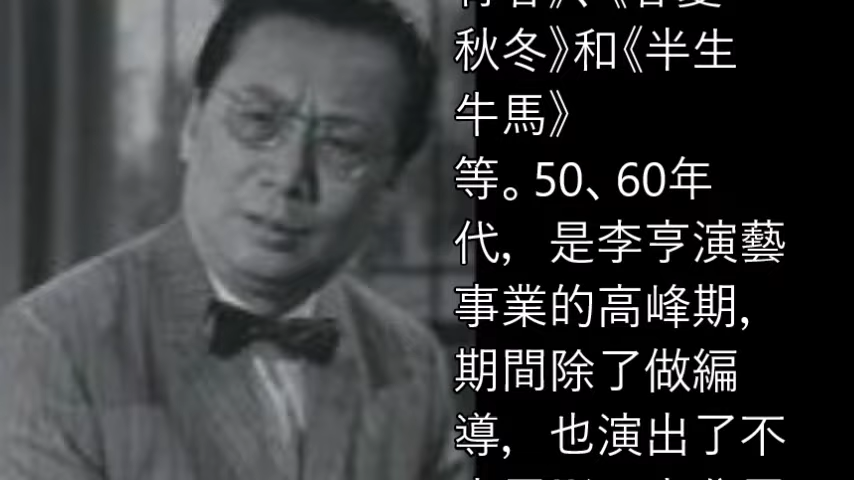 秋冬》和《半生
牛馬》
等。50、60年
代，是李亨演藝
事業的高峰期，
期間除了做編
導，也演出了不